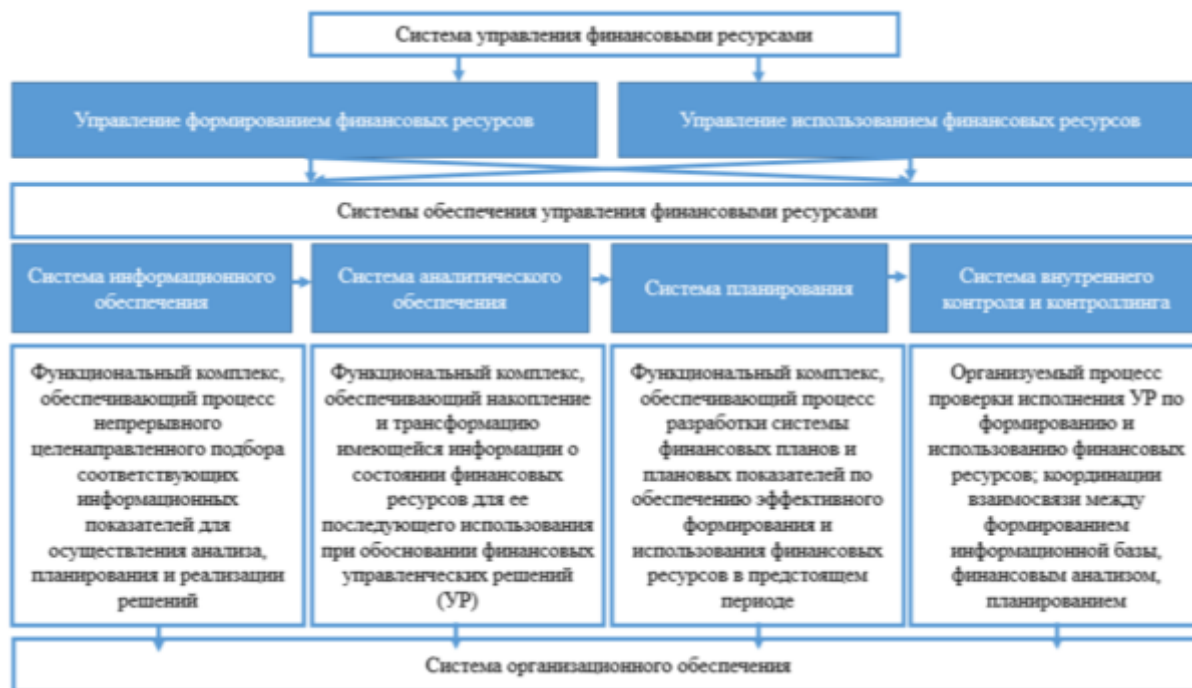 Система управления финансовыми ресурсами
Управление формированием финансовых ресурсов
Управление использованием финансовых ресурсов
Системы обеспечения управления финансовыми ресурсами
Система информационного
обеспечения
Система аналитического
обеспечения
Система планирования
Система внутреннего
контроля и контроллинга
Функциональный комплекс,
обеспечивающий процесс
непрерывного
целенаправленного подбора
соответствующих
информационных
показателей для
осуществления анализа,
планирования и реализации
решений
Функциональный комплекс,
обеспечивающий накопление
и трансформацию
имеющейся информации о
состоянии финансовых
ресурсов для ее
последующего использования
при обосновании финансовых
управленческих решений
(УР)
Функциональный комплекс,
обеспечивающий процесс
разработки системы
финансовых планов и
плановых показателей по
обеспечению эффективного
формирования и
использования финансовых
ресурсов в предстоящем
периоде
Организуемый процесс
проверки исполнения УР по
формированию и
использованию финансовых
ресурсов; координации
взаимосвязи между
формированием
информационной базы,
финансовым анализом,
планированием
Система организационного обеспечения